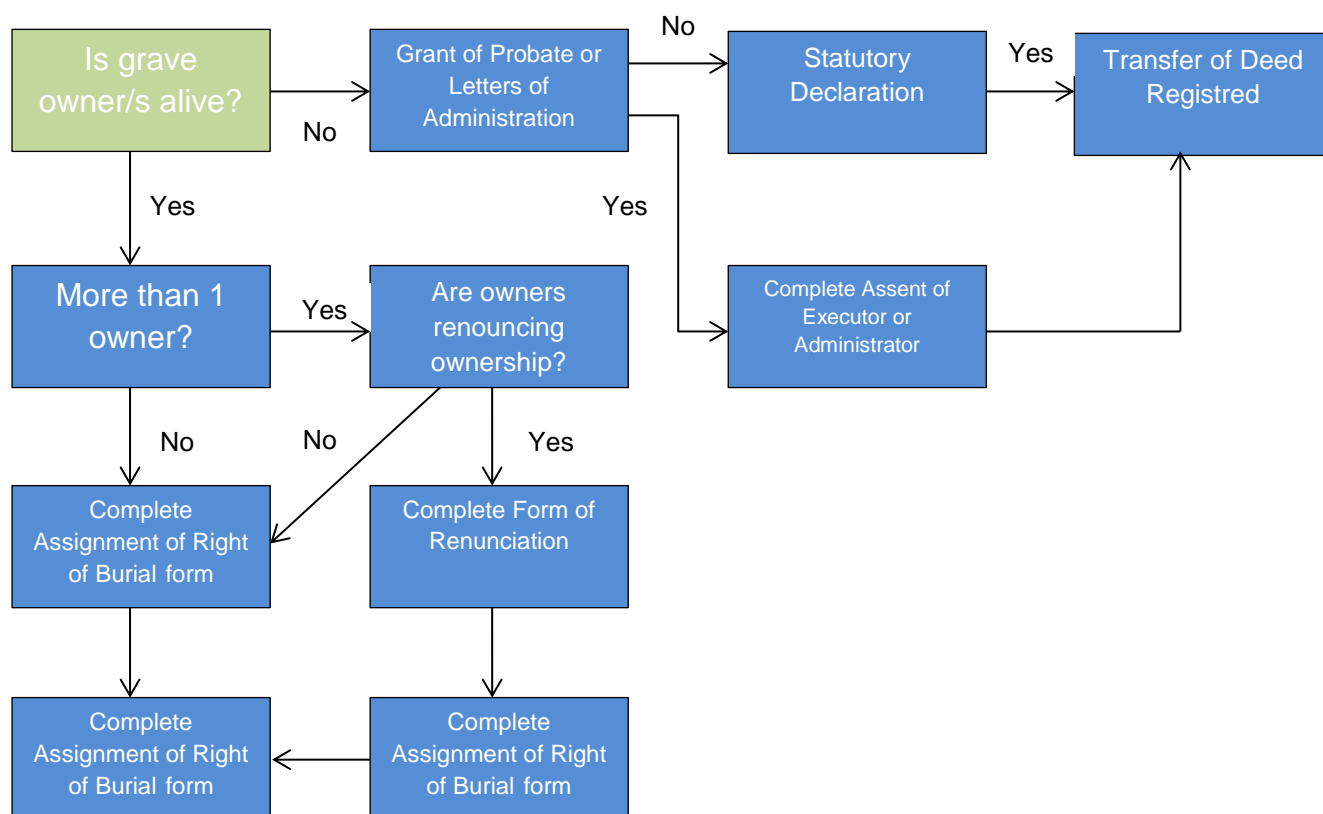 Is grave
owner/s alive?
No
Grant of Probate or
Letters of
Administration
No
Statutory
Declaration
Yes
Transfer of Deed
Registred
Yes
Yes
More than 1
owner?
Yes
Are owners
renouncing
ownership?
Complete Assent of
Executor or
Administrator
No
No
Yes
Complete
Assignment of Right
of Burial form
Complete Form of
Renunciation
Complete
Assignment of Right
of Burial form
Complete
Assignment of Right
of Burial form